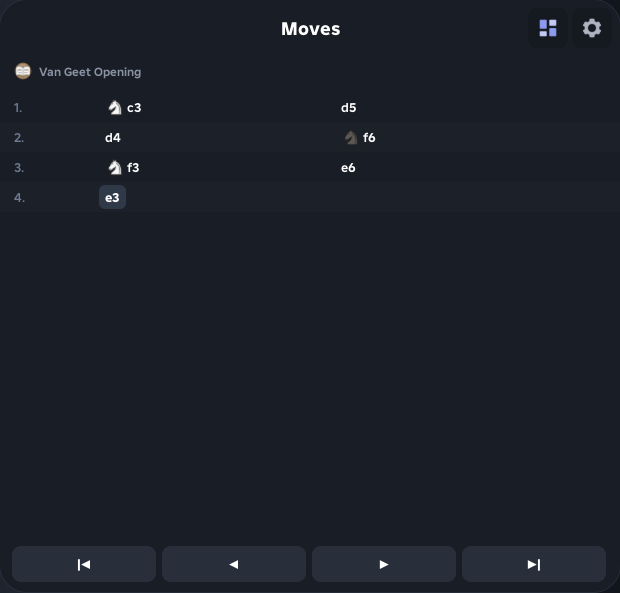 Moves
Van Geet Opening
1. c3 d5
2. d4 f6
3. f3 e6
4. e3